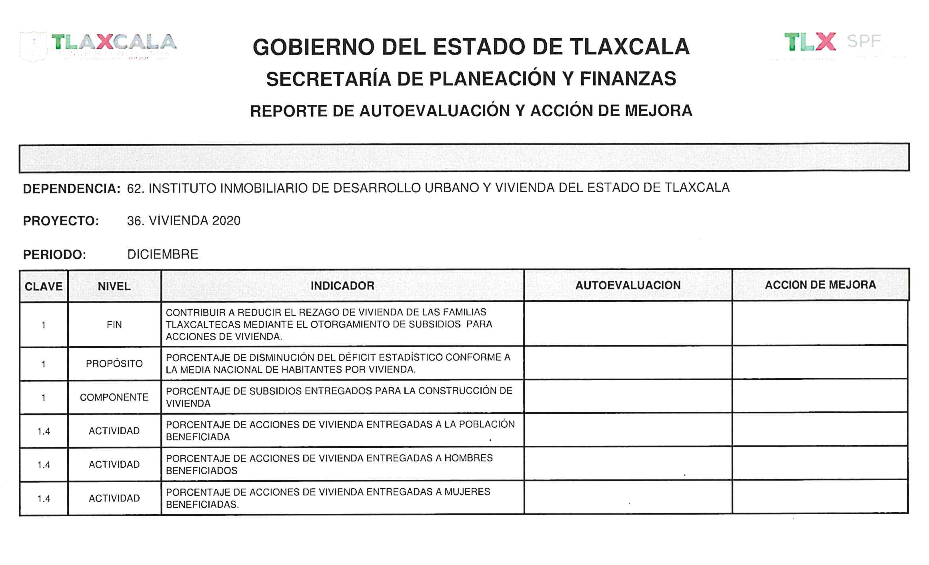 TLAXCALA
TLX SPF
GOBIERNO DEL ESTADO DE TLAXCALA
SECRETARÍA DE PLANEACIÓN Y FINANZAS
REPORTE DE AUTOEVALUACIÓN Y ACCIÓN DE MEJORA
DEPENDENCIA: 62. INSTITUTO INMOBILIARIO DE DESARROLLO URBANO Y VIVIENDA DEL ESTADO DE TLAXCALA
PROYECTO: 36. VIVIENDA 2020
PERIODO: DICIEMBRE
CLAVE NIVEL INDICADOR AUTOEVALUACION ACCION DE MEJORA
1 FIN CONTRIBUIR A REDUCIR EL REZAGO DE VIVIENDA DE LAS FAMILIAS
TLAXCALTECAS MEDIANTE EL OTORGAMIENTO DE SUBSIDIOS PARA
ACCIONES DE VIVIENDA.
1 PROPÓSITO PORCENTAJE DE DISMINUCIÓN DEL DÉFICIT ESTADÍSTICO CONFORME A
LA MEDIA NACIONAL DE HABITANTES POR VIVIENDA.
1 COMPONENTE PORCENTAJE DE SUBSIDIOS ENTREGADOS PARA LA CONSTRUCCIÓN DE
VIVIENDA
1.4 ACTIVIDAD PORCENTAJE DE ACCIONES DE VIVIENDA ENTREGADAS A LA POBLACIÓN
BENEFICIADA
1.4 ACTIVIDAD PORCENTAJE DE ACCIONES DE VIVIENDA ENTREGADAS A HOMBRES
BENEFICIADOS
1.4 ACTIVIDAD PORCENTAJE DE ACCIONES DE VIVIENDA ENTREGADAS A MUJERES
BENEFICIADAS.